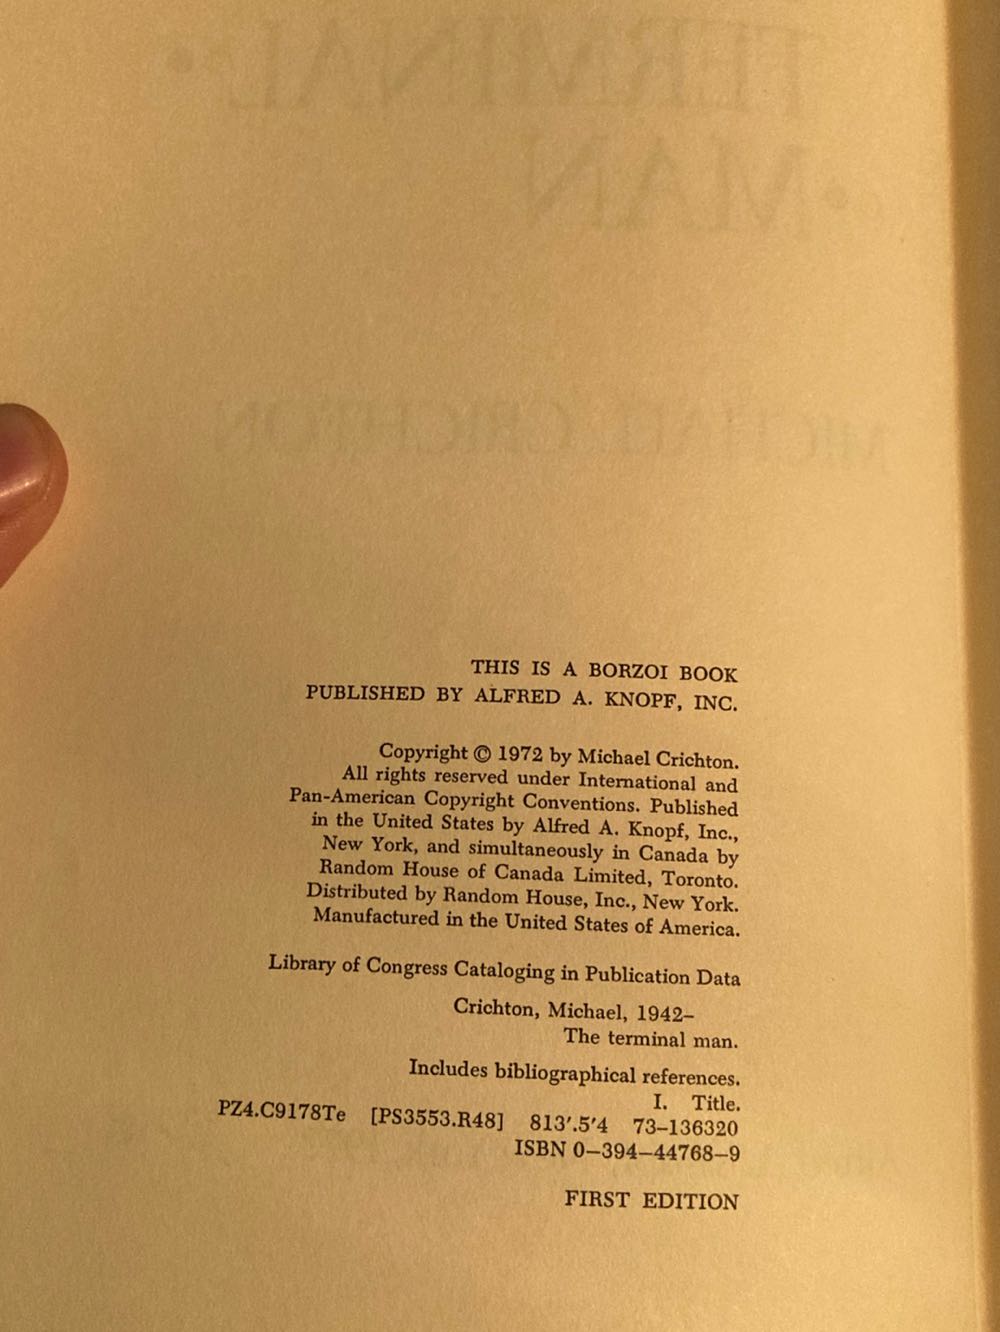 TERMINAL
MAN
MICHAEL CRICHTON
THIS IS A BORZOI BOOK
PUBLISHED BY ALFRED A. KNOPF, INC.
Copyright © 1972 by Michael Crichton.
All rights reserved under International and
Pan-American Copyright Conventions. Published
in the United States by Alfred A. Knopf, Inc.,
New York, and simultaneously in Canada by
Random House of Canada Limited, Toronto.
Distributed by Random House, Inc., New York.
Manufactured in the United States of America.
Library of Congress Cataloging in Publication Data
Crichton, Michael, 1942–
The terminal man.
Includes bibliographical references.
I. Title.
PZ4.C9178Te [PS3553.R48] 813'.5'4 73–136320
ISBN 0–394–44768–9
FIRST EDITION